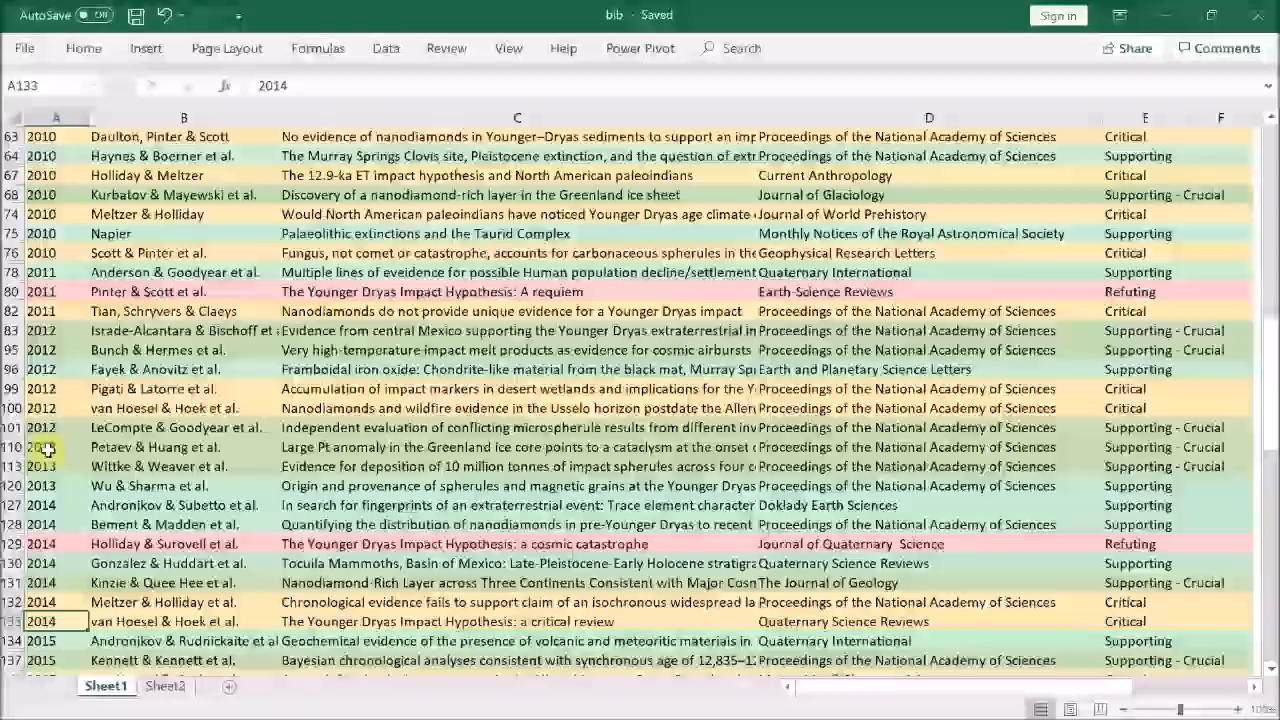 AutoSave Off bib - Saved Sign in
File Home Insert Page Layout Formulas Data Review View Help Power Pivot Search Share Comments
A133 fx 2014
A B C D E F
63 2010 Daulton, Pinter & Scott No evidence of nanodiamonds in Younger–Dryas sediments to support an imp Proceedings of the National Academy of Sciences Critical
64 2010 Haynes & Boerner et al. The Murray Springs Clovis site, Pleistocene extinction, and the question of extr Proceedings of the National Academy of Sciences Supporting
67 2010 Holliday & Meltzer The 12.9-ka ET impact hypothesis and North American paleoindians Current Anthropology Critical
68 2010 Kurbatov & Mayewski et al. Discovery of a nanodiamond-rich layer in the Greenland ice sheet Journal of Glaciology Supporting - Crucial
74 2010 Meltzer & Holliday Would North American paleoindians have noticed Younger Dryas age climate Journal of World Prehistory Critical
75 2010 Napier Palaeolithic extinctions and the Taurid Complex Monthly Notices of the Royal Astronomical Society Supporting
76 2010 Scott & Pinter et al. Fungus, not comet or catastrophe, accounts for carbonaceous spherules in the Geophysical Research Letters Critical
78 2011 Anderson & Goodyear et al. Multiple lines of eveidence for possible Human population decline/settlement Quaternary International Supporting
80 2011 Pinter & Scott et al. The Younger Dryas Impact Hypothesis: A requiem Earth-Science Reviews Refuting
82 2011 Tian, Schryvers & Claeys Nanodiamonds do not provide unique evidence for a Younger Dryas impact Proceedings of the National Academy of Sciences Critical
83 2012 Israde-Alcantara & Bischoff et Evidence from central Mexico supporting the Younger Dryas extraterrestrial in Proceedings of the National Academy of Sciences Supporting - Crucial
95 2012 Bunch & Hermes et al. Very high-temperature impact melt products as evidence for cosmic airbursts Proceedings of the National Academy of Sciences Supporting - Crucial
96 2012 Fayek & Anovitz et al. Framboidal iron oxide: Chondrite-like material from the black mat, Murray Sp Earth and Planetary Science Letters Supporting
99 2012 Pigati & Latorre et al. Accumulation of impact markers in desert wetlands and implications for the Y Proceedings of the National Academy of Sciences Critical
100 2012 van Hoesel & Hoek et al. Nanodiamonds and wildfire evidence in the Usselo horizon postdate the Aller Proceedings of the National Academy of Sciences Critical
101 2012 LeCompte & Goodyear et al. Independent evaluation of conflicting microspherule results from different inv Proceedings of the National Academy of Sciences Supporting - Crucial
110 Petaev & Huang et al. Large Pt anomaly in the Greenland ice core points to a cataclysm at the onset Proceedings of the National Academy of Sciences Supporting - Crucial
113 2013 Wittke & Weaver et al. Evidence for deposition of 10 million tonnes of impact spherules across four c Proceedings of the National Academy of Sciences Supporting - Crucial
120 2013 Wu & Sharma et al. Origin and provenance of spherules and magnetic grains at the Younger Dryas Proceedings of the National Academy of Sciences Supporting
127 2014 Andronikov & Subetto et al. In search for fingerprints of an extraterrestrial event: Trace element character Doklady Earth Sciences Supporting
128 2014 Bement & Madden et al. Quantifying the distribution of nanodiamonds in pre-Younger Dryas to recent Proceedings of the National Academy of Sciences Supporting
129 2014 Holliday & Surovell et al. The Younger Dryas Impact Hypothesis: a cosmic catastrophe Journal of Quaternary Science Refuting
130 2014 Gonzalez & Huddart et al. Tocuila Mammoths, Basin of Mexico: Late-Pleistocene-Early Holocene stratigra Quaternary Science Reviews Supporting
131 2014 Kinzie & Quee Hee et al. Nanodiamond-Rich Layer across Three Continents Consistent with Major Cosm The Journal of Geology Supporting - Crucial
132 2014 Meltzer & Holliday et al. Chronological evidence fails to support claim of an isochronous widespread la Proceedings of the National Academy of Sciences Critical
133 2014 van Hoesel & Hoek et al. The Younger Dryas Impact Hypothesis: a critical review Quaternary Science Reviews Critical
134 2015 Andronikov & Rudnickaite et al Geochemical evidence of the presence of volcanic and meteoritic materials in Quaternary International Supporting
137 2015 Kennett & Kennett et al. Bayesian chronological analyses consistent with synchronous age of 12,835–12 Proceedings of the National Academy of Sciences Supporting - Crucial
Sheet1 Sheet2